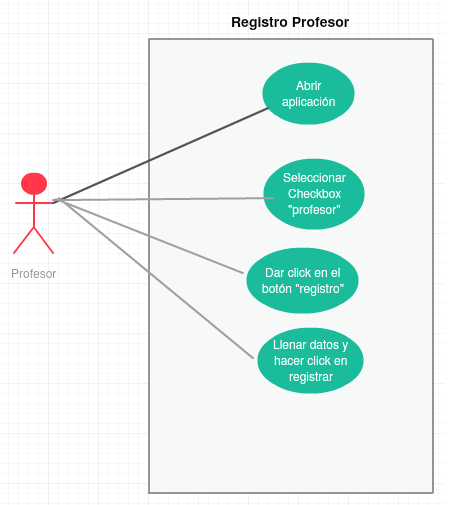 Registro Profesor
Abrir
aplicación
Seleccionar
Checkbox
"profesor"
Profesor
Dar click en el
botón "registro"
Llenar datos y
hacer click en
registrar